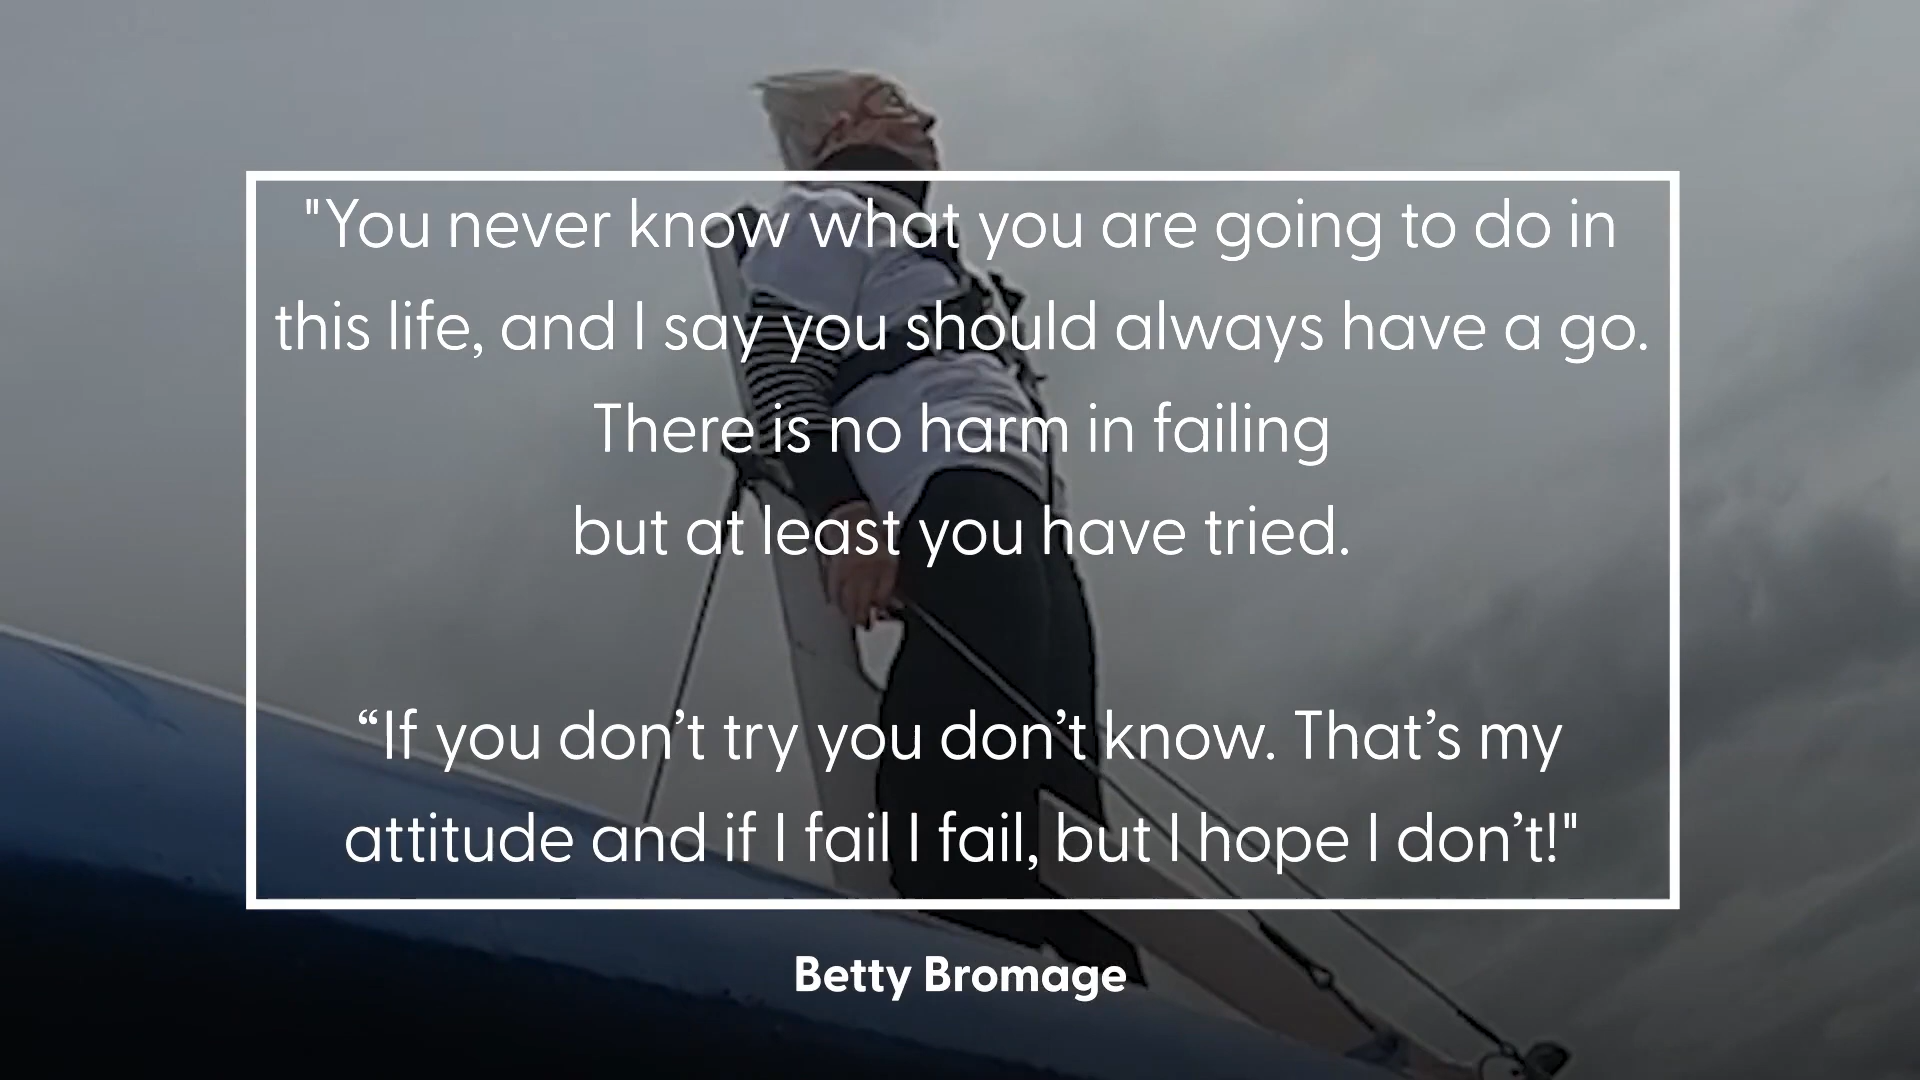 "You never know what you are going to do in
this life, and I say you should always have a go.
There is no harm in failing
but at least you have tried.
“If you don’t try you don’t know. That’s my
attitude and if I fail I fail, but I hope I don’t!"
Betty Bromage